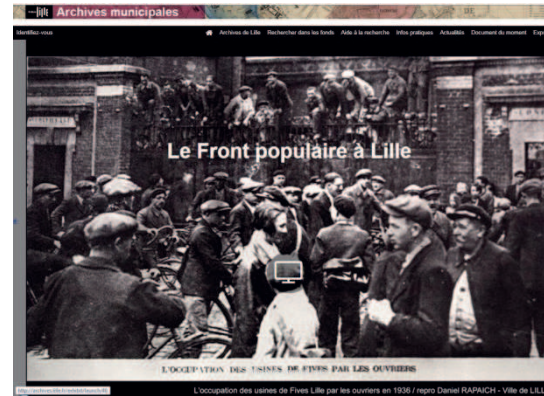 lille Archives municipales
Identifiez-vous
Archives de Lille Rechercher dans les fonds Aide à la recherche Infos pratiques Actualités Document du moment Expo
Le Front populaire à Lille
L'OCCUPATION DES USINES DE FIVES PAR LES OUVRIERS
L'occupation des usines de Fives Lille par les ouvriers en 1936 / repro Daniel RAPAICH - Ville de LILL